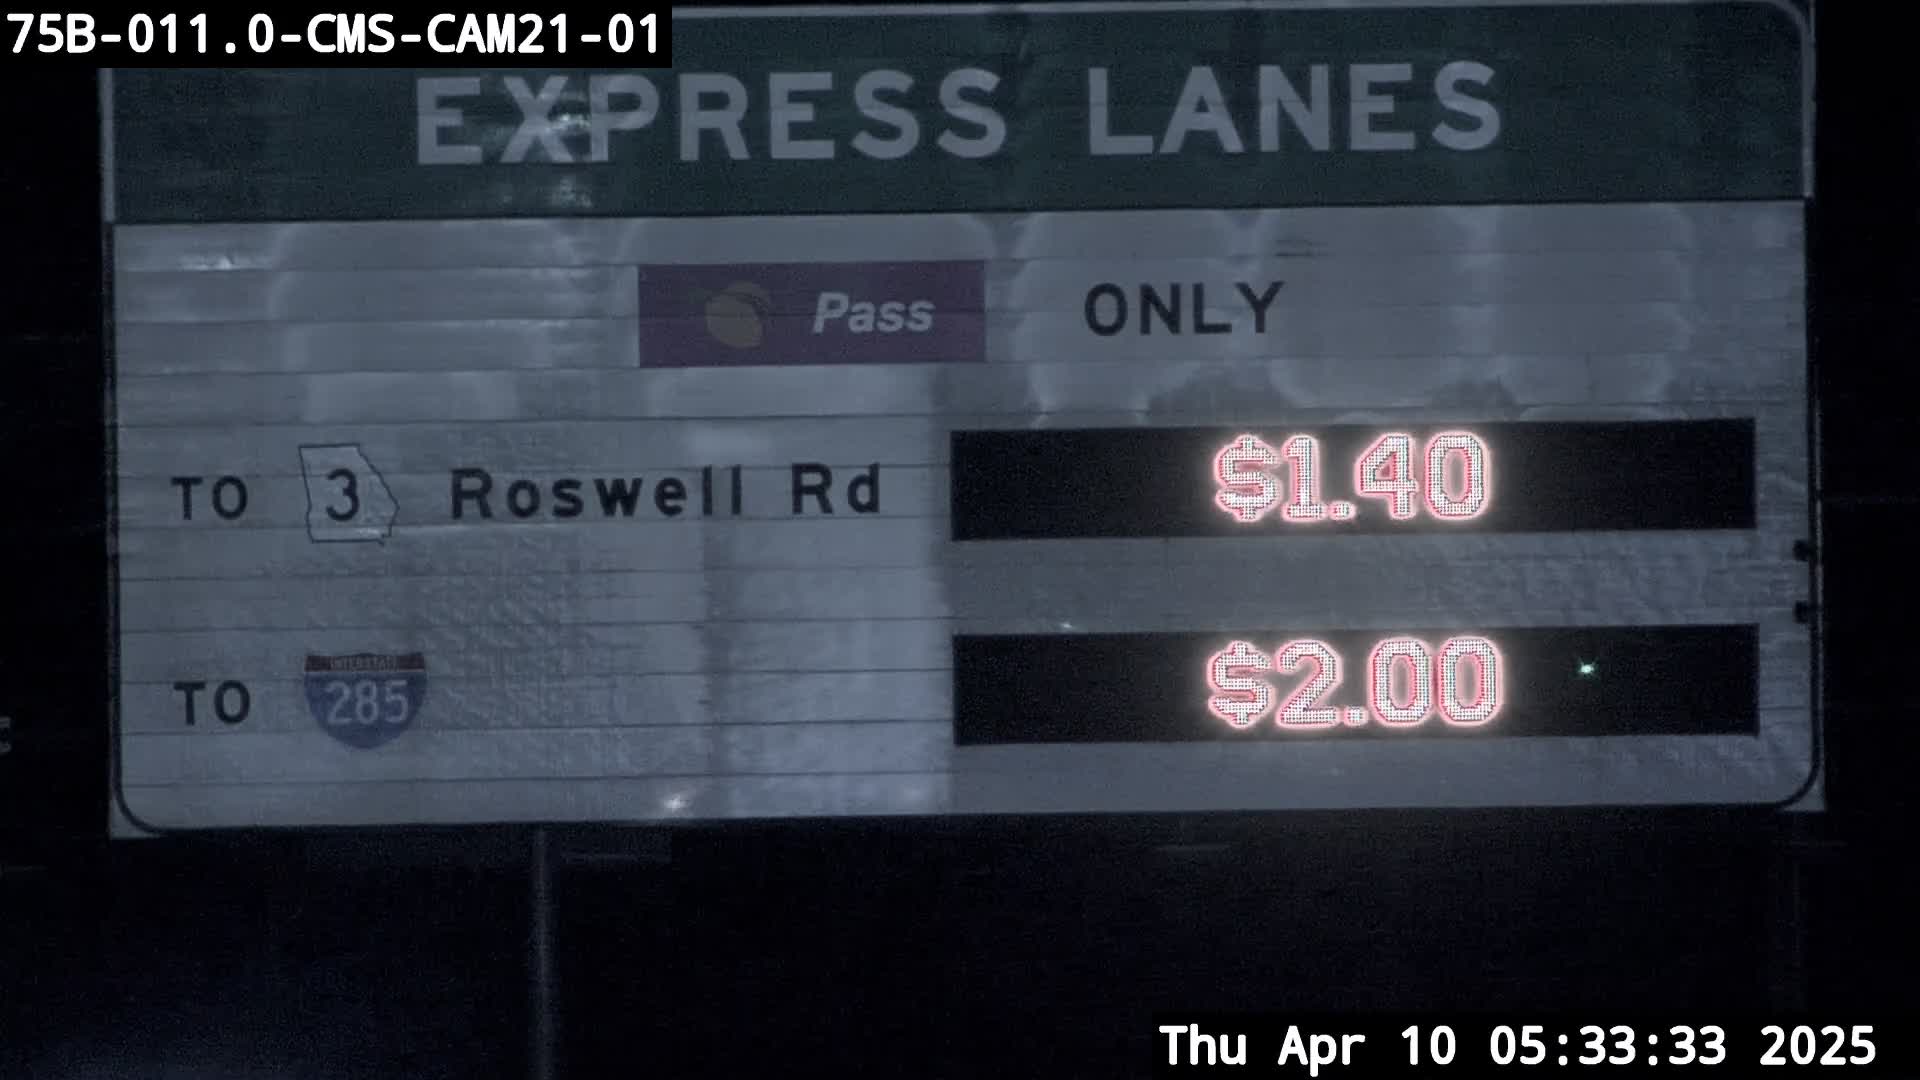 75B-011.0-CMS-CAM21-01
EXPRESS LANES
Pass ONLY
TO 3 Roswell Rd $1.40
TO INTERSTATE 285 $2.00
Thu Apr 10 05:33:33 2025